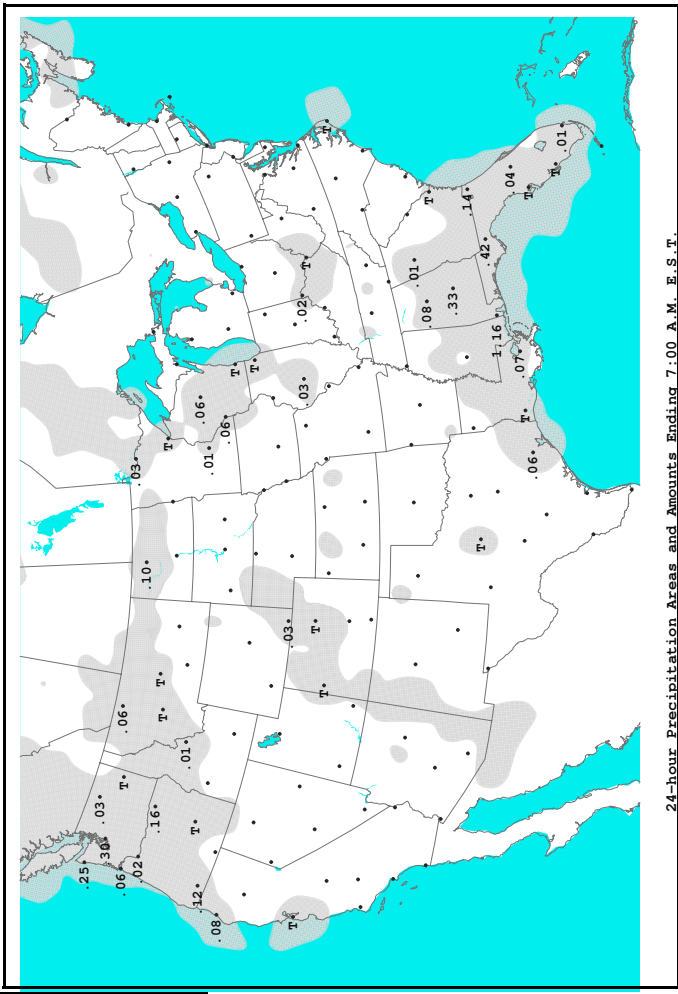 .25
.03
.30
.06
.06
T
.02
.03
.10
.16
T
T
T
.01
T
.12
.06
.01
.08
.06
T
T
.03
T
.02
.03
T
T
T
T
.01
.08
T
.33
.14
T
.42
1.16
.04
.07
T
T
.06
T
.01
24-hour Precipitation Areas and Amounts Ending 7:00 A.M. E.S.T.